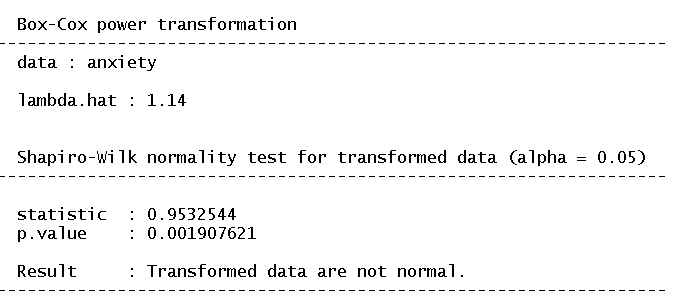 Box-Cox power transformation
---------------------------------------------------------------
data : anxiety
lambda.hat : 1.14
Shapiro-Wilk normality test for transformed data (alpha = 0.05)
---------------------------------------------------------------
statistic  : 0.9532544
p.value    : 0.001907621
Result     : Transformed data are not normal.
---------------------------------------------------------------